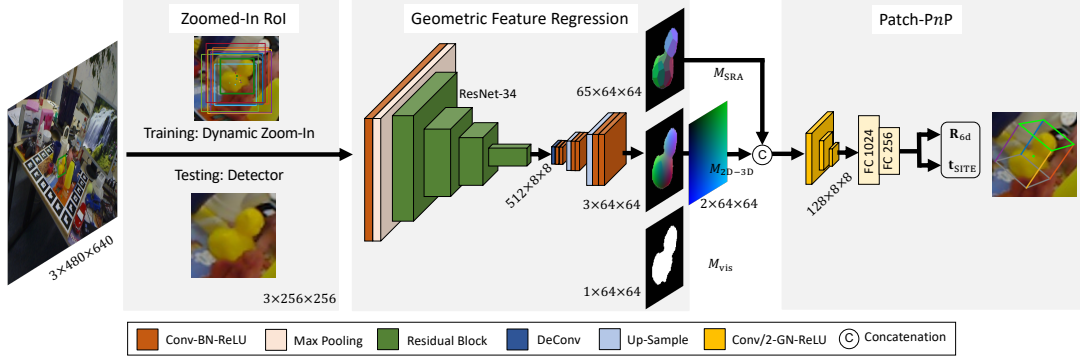 Zoomed-In RoI
Geometric Feature Regression
Patch-PnP
Training: Dynamic Zoom-In
Testing: Detector
3×480×640
3×256×256
ResNet-34
512×8×8
65×64×64
3×64×64
1×64×64
M_SRA
M_2D−3D
2×64×64
M_vis
C
128×8×8
FC 1024
FC 256
R_6d
t_SITE
Conv-BN-ReLU
Max Pooling
Residual Block
DeConv
Up-Sample
Conv/2-GN-ReLU
C
Concatenation